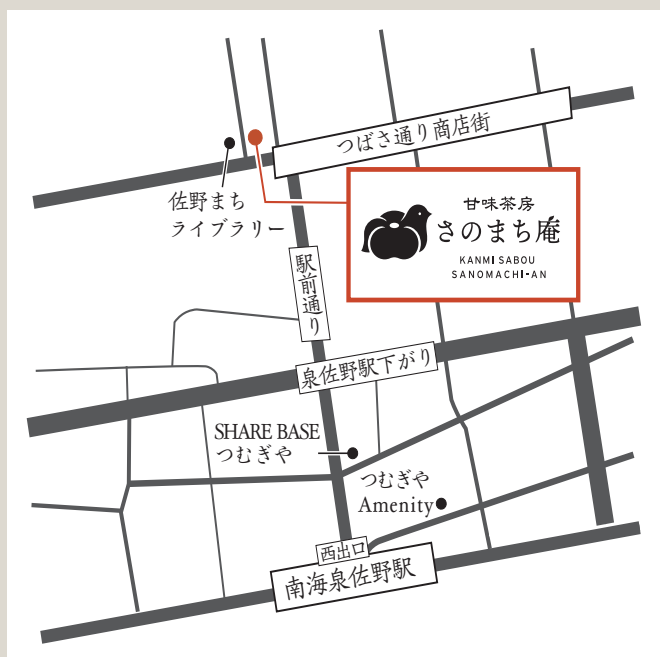 つばさ通り商店街
佐野まち
ライブラリー
甘味茶房
さのまち庵
KANMI SABOU
SANOMACHI-AN
駅前通り
泉佐野駅下がり
SHARE BASE
つむぎや
つむぎや
Amenity
西出口
南海泉佐野駅